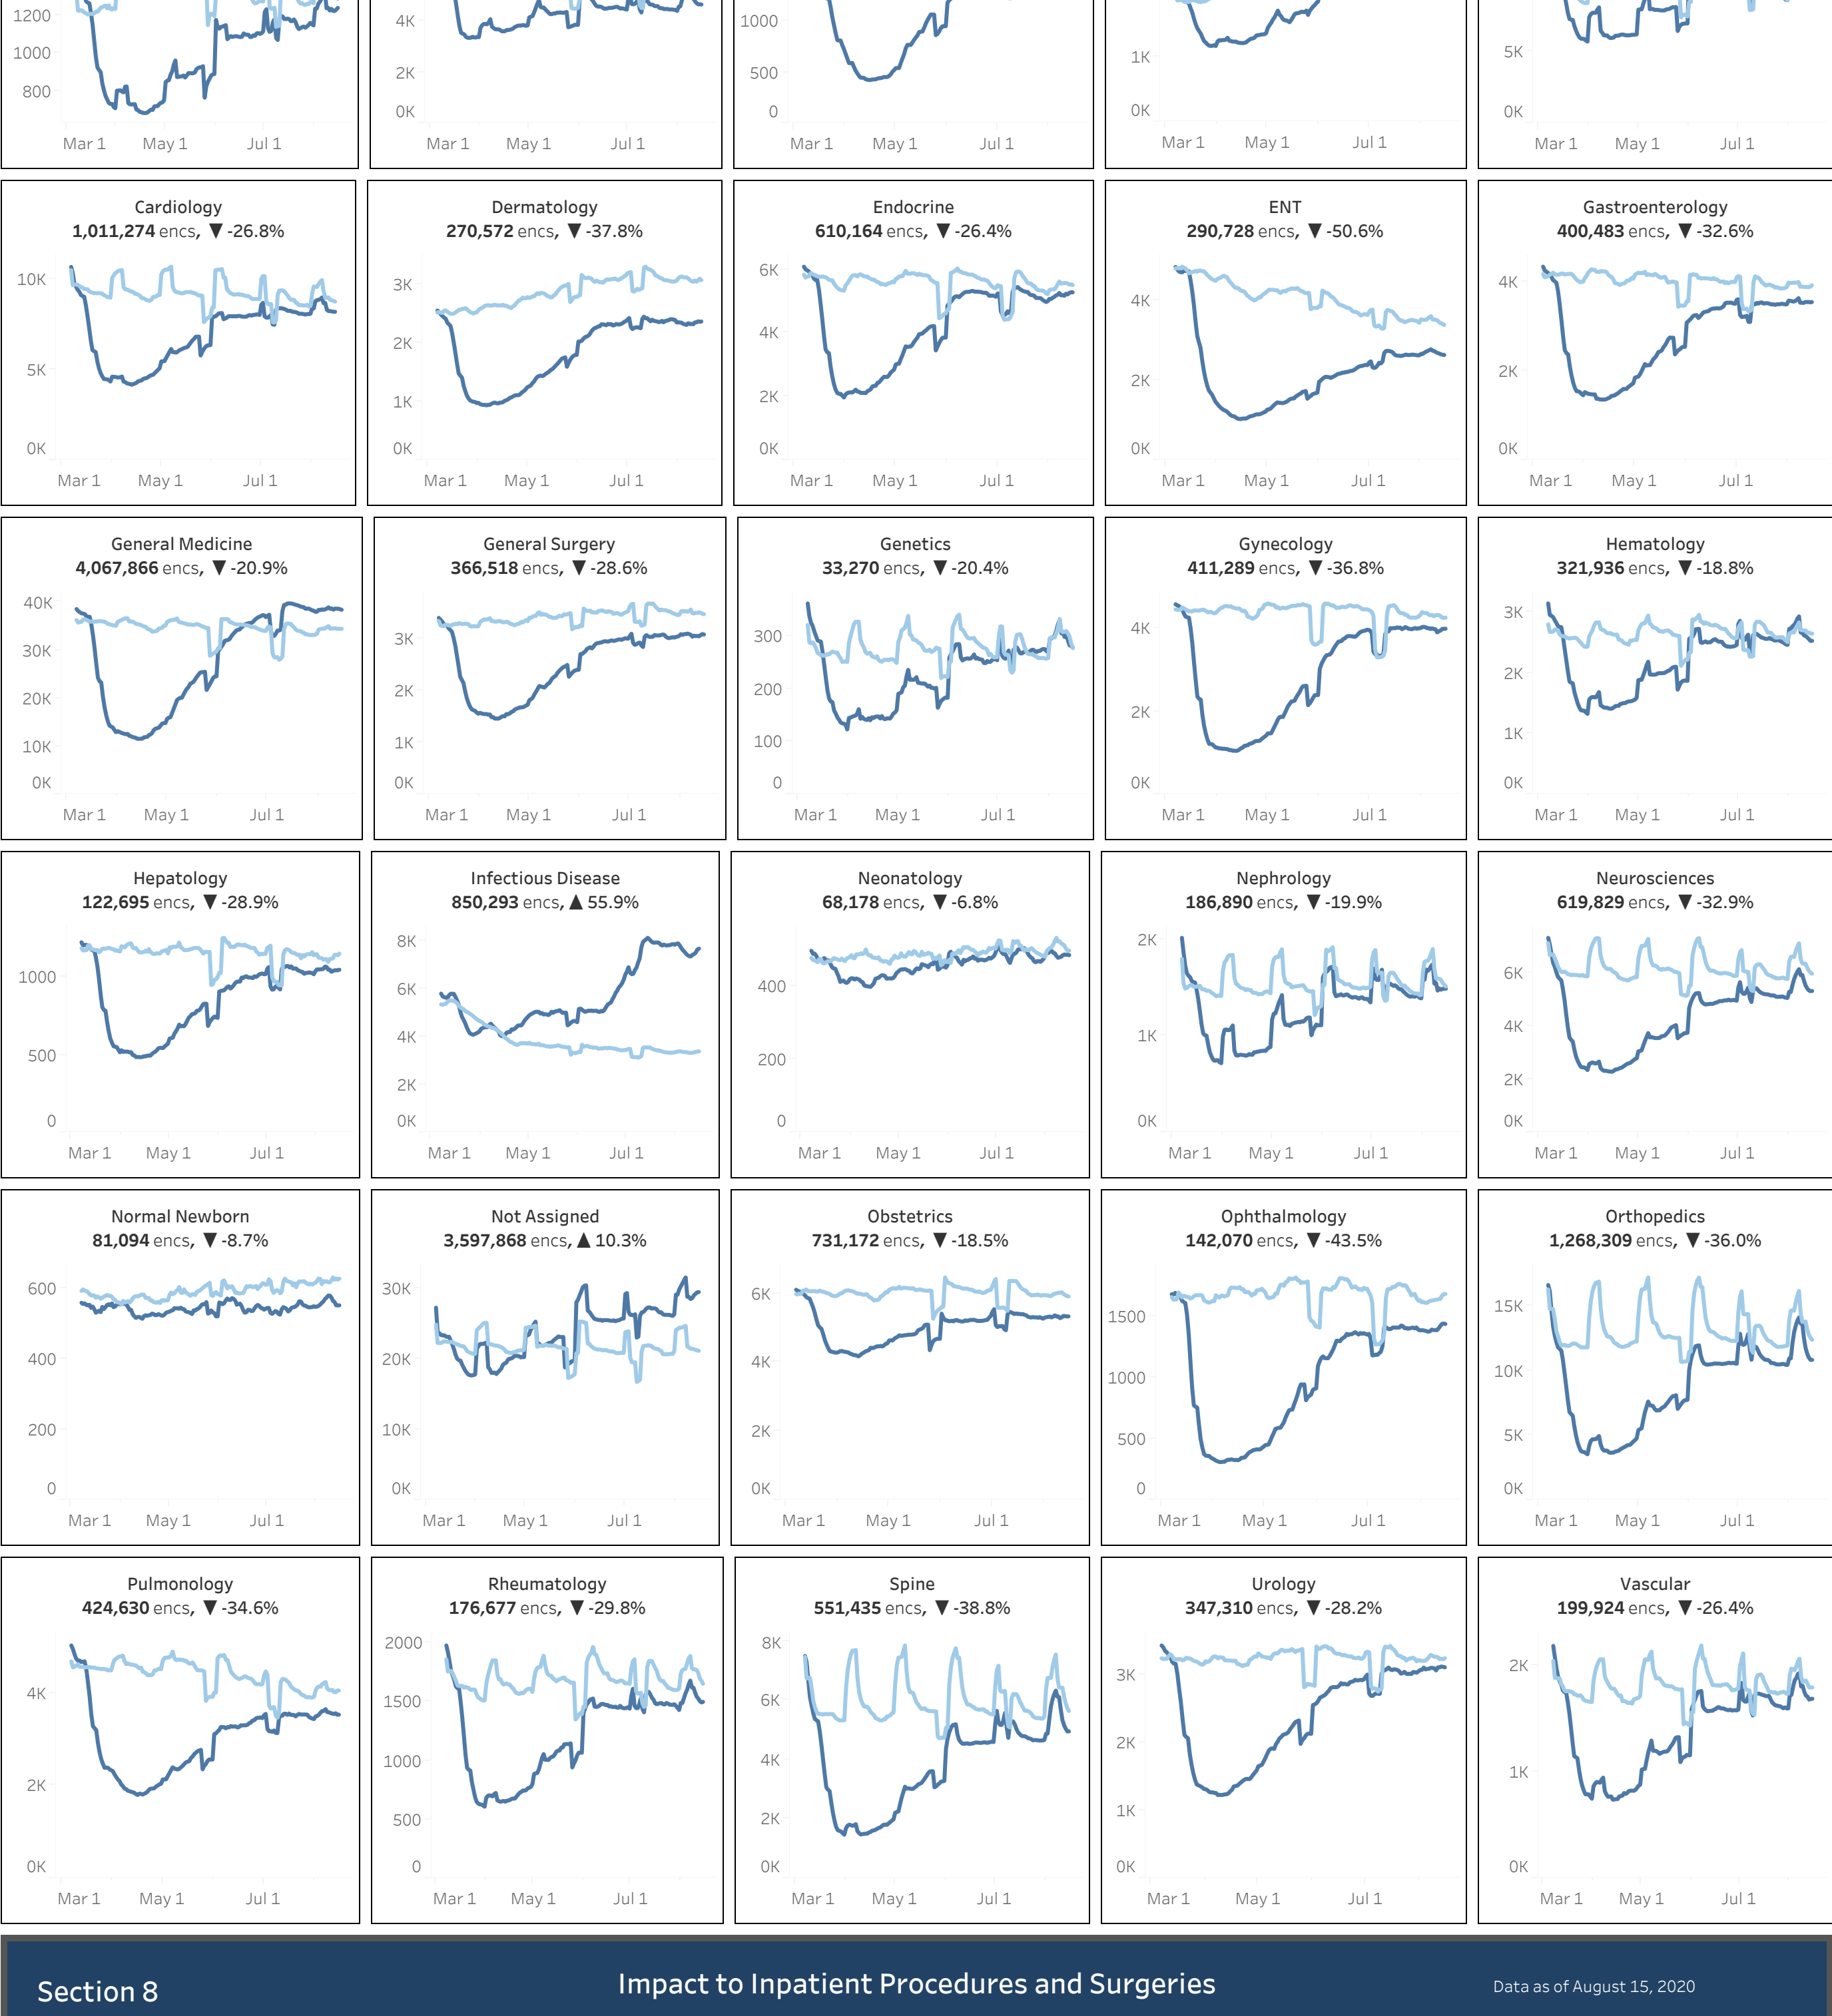 1200
1000
800
Mar 1 May 1 Jul 1
4K
2K
0K
Mar 1 May 1 Jul 1
1000
500
0
Mar 1 May 1 Jul 1
1K
0K
Mar 1 May 1 Jul 1
5K
0K
Mar 1 May 1 Jul 1
Cardiology
1,011,274 encs, ▼ -26.8%
10K
5K
0K
Mar 1 May 1 Jul 1
Dermatology
270,572 encs, ▼ -37.8%
3K
2K
1K
0K
Mar 1 May 1 Jul 1
Endocrine
610,164 encs, ▼ -26.4%
6K
4K
2K
0K
Mar 1 May 1 Jul 1
ENT
290,728 encs, ▼ -50.6%
4K
2K
0K
Mar 1 May 1 Jul 1
Gastroenterology
400,483 encs, ▼ -32.6%
4K
2K
0K
Mar 1 May 1 Jul 1
General Medicine
4,067,866 encs, ▼ -20.9%
40K
30K
20K
10K
0K
Mar 1 May 1 Jul 1
General Surgery
366,518 encs, ▼ -28.6%
3K
2K
1K
0K
Mar 1 May 1 Jul 1
Genetics
33,270 encs, ▼ -20.4%
300
200
100
0
Mar 1 May 1 Jul 1
Gynecology
411,289 encs, ▼ -36.8%
4K
2K
0K
Mar 1 May 1 Jul 1
Hematology
321,936 encs, ▼ -18.8%
3K
2K
1K
0K
Mar 1 May 1 Jul 1
Hepatology
122,695 encs, ▼ -28.9%
1000
500
0
Mar 1 May 1 Jul 1
Infectious Disease
850,293 encs, ▲ 55.9%
8K
6K
4K
2K
0K
Mar 1 May 1 Jul 1
Neonatology
68,178 encs, ▼ -6.8%
400
200
0
Mar 1 May 1 Jul 1
Nephrology
186,890 encs, ▼ -19.9%
2K
1K
0K
Mar 1 May 1 Jul 1
Neurosciences
619,829 encs, ▼ -32.9%
6K
4K
2K
0K
Mar 1 May 1 Jul 1
Normal Newborn
81,094 encs, ▼ -8.7%
600
400
200
0
Mar 1 May 1 Jul 1
Not Assigned
3,597,868 encs, ▲ 10.3%
30K
20K
10K
0K
Mar 1 May 1 Jul 1
Obstetrics
731,172 encs, ▼ -18.5%
6K
4K
2K
0K
Mar 1 May 1 Jul 1
Ophthalmology
142,070 encs, ▼ -43.5%
1500
1000
500
0
Mar 1 May 1 Jul 1
Orthopedics
1,268,309 encs, ▼ -36.0%
15K
10K
5K
0K
Mar 1 May 1 Jul 1
Pulmonology
424,630 encs, ▼ -34.6%
4K
2K
0K
Mar 1 May 1 Jul 1
Rheumatology
176,677 encs, ▼ -29.8%
2000
1500
1000
500
0
Mar 1 May 1 Jul 1
Spine
551,435 encs, ▼ -38.8%
8K
6K
4K
2K
0K
Mar 1 May 1 Jul 1
Urology
347,310 encs, ▼ -28.2%
3K
2K
1K
0K
Mar 1 May 1 Jul 1
Vascular
199,924 encs, ▼ -26.4%
2K
1K
0K
Mar 1 May 1 Jul 1
Section 8 Impact to Inpatient Procedures and Surgeries Data as of August 15, 2020